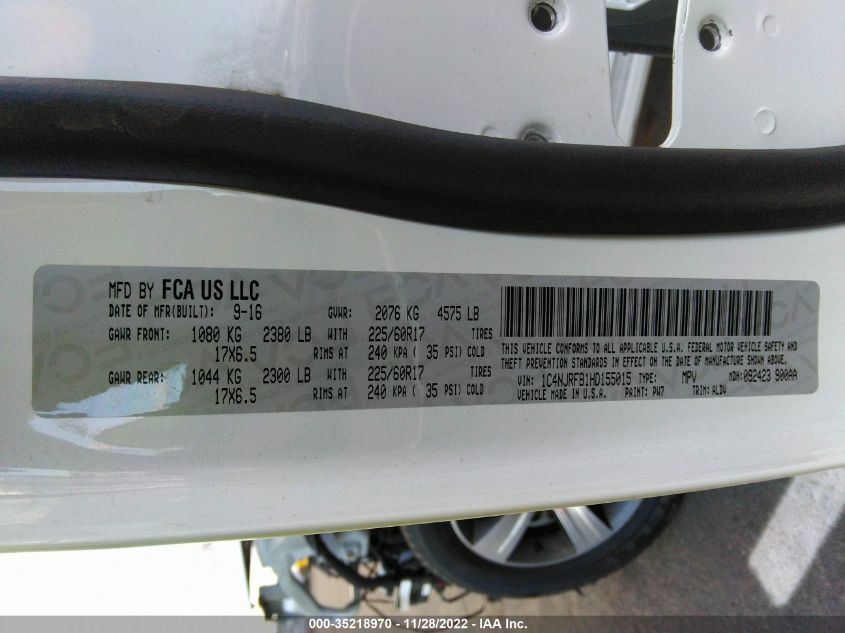 MFD BY FCA US LLC
DATE OF MFR(BUILT): 9-16 GVWR: 2076 KG 4575 LB
GAWR FRONT: 1080 KG 2380 LB WITH 225/60R17 TIRES
17X6.5 RIMS AT 240 KPA ( 35 PSI) COLD
GAWR REAR: 1044 KG 2300 LB WITH 225/60R17 TIRES
17X6.5 RIMS AT 240 KPA ( 35 PSI) COLD
THIS VEHICLE CONFORMS TO ALL APPLICABLE U.S.A. FEDERAL MOTOR VEHICLE SAFETY AND
THEFT PREVENTION STANDARDS IN EFFECT ON THE DATE OF MANUFACTURE SHOWN ABOVE.
VIN: 1C4NJRFB1HD155015 TYPE: MPV MDH: 092423 900AA
VEHICLE MADE IN U.S.A. PAINT: PW7 TRIM: ALDV
000-35218970 - 11/28/2022 - IAA Inc.